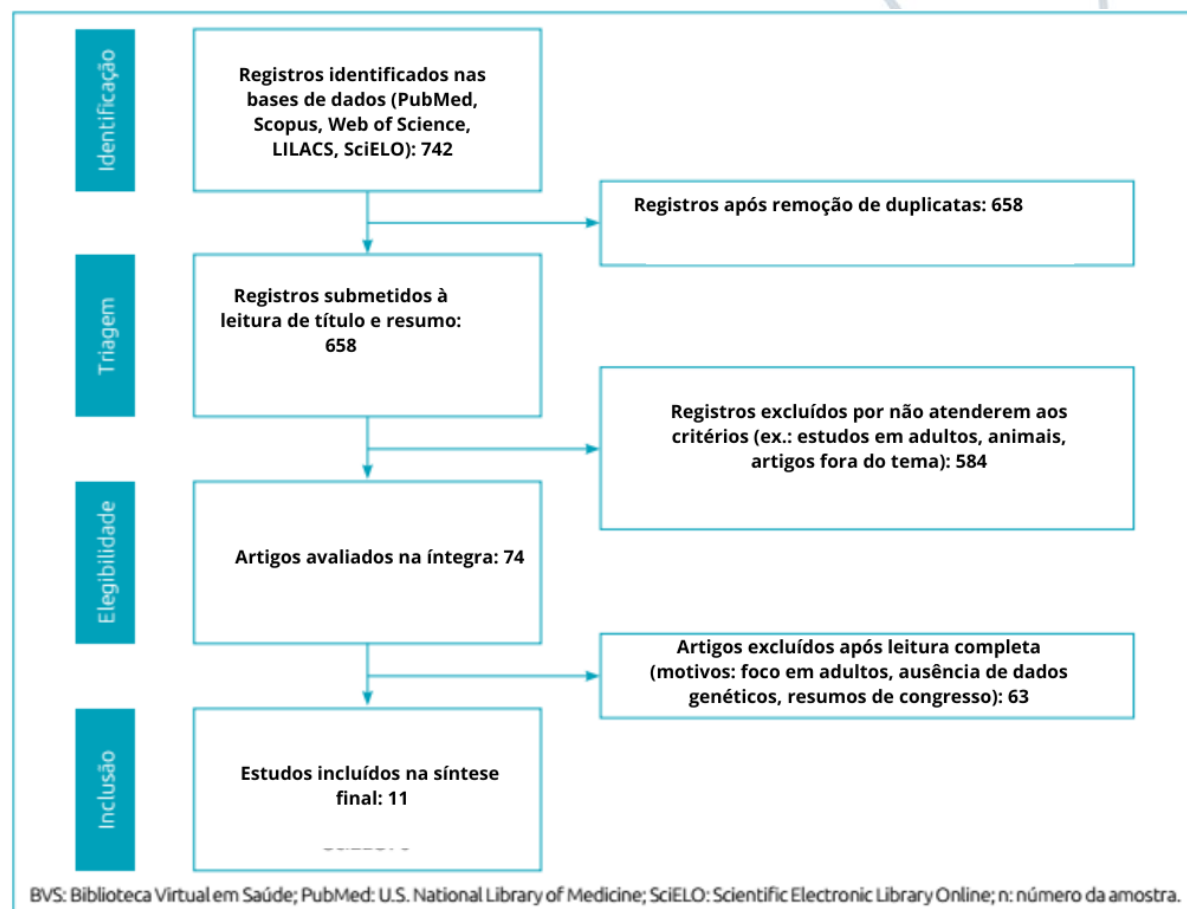 Identificação
Registros identificados nas
bases de dados (PubMed,
Scopus, Web of Science,
LILACS, SciELO): 742
Registros após remoção de duplicatas: 658
Triagem
Registros submetidos à
leitura de título e resumo:
658
Registros excluídos por não atenderem aos
critérios (ex.: estudos em adultos, animais,
artigos fora do tema): 584
Elegibilidade
Artigos avaliados na íntegra: 74
Artigos excluídos após leitura completa
(motivos: foco em adultos, ausência de dados
genéticos, resumos de congresso): 63
Inclusão
Estudos incluídos na síntese
final: 11
BVS: Biblioteca Virtual em Saúde; PubMed: U.S. National Library of Medicine; SciELO: Scientific Electronic Library Online; n: número da amostra.